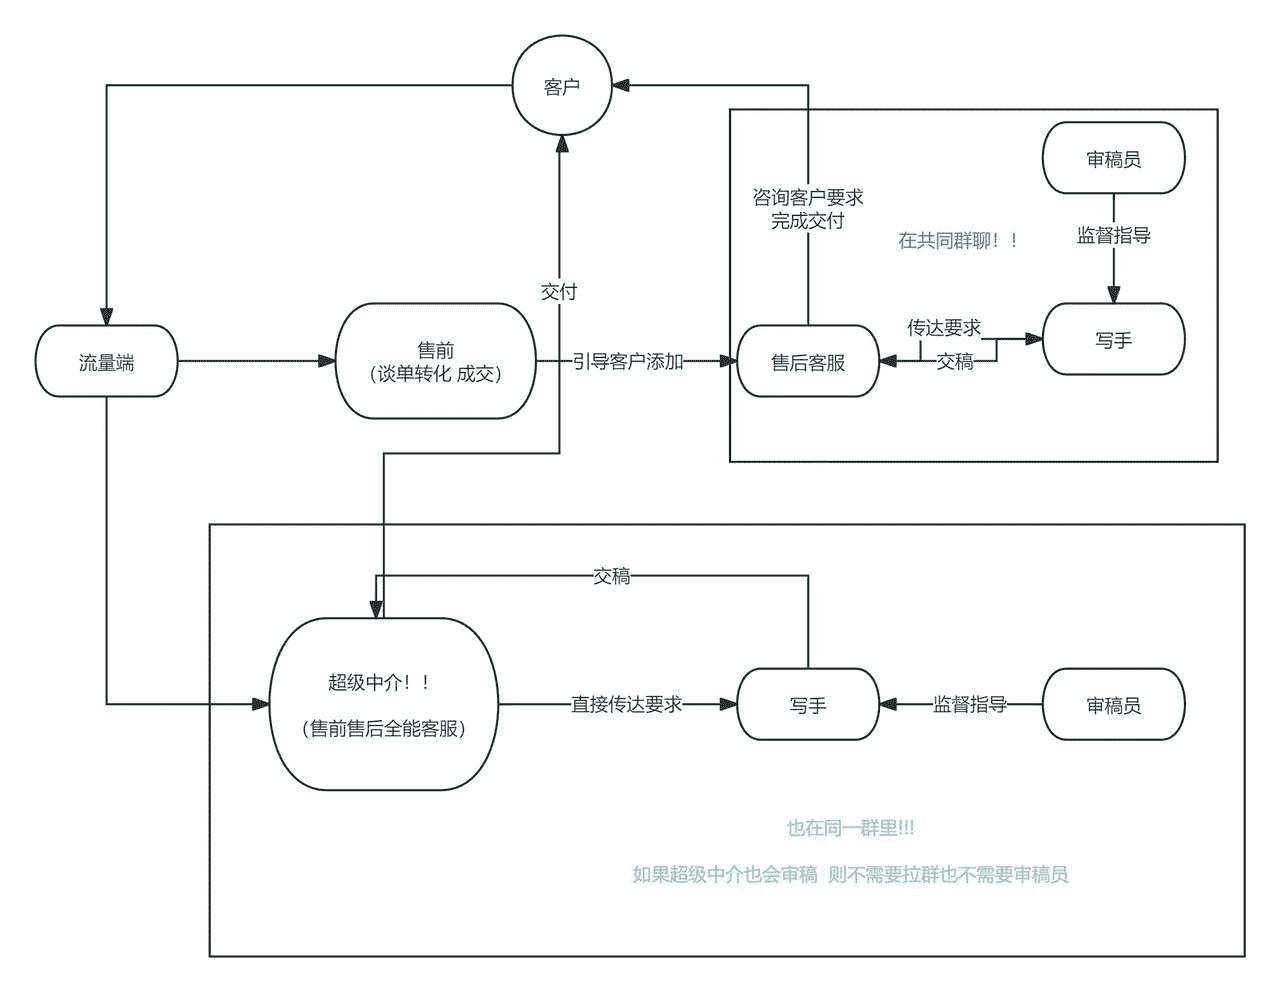 客户
审稿员
咨询客户要求
完成交付
在共同群聊！！
监督指导
交付
传达要求
写手
流量端
售前
（谈单转化 成交）
引导客户添加
售后客服
交稿
交稿
超级中介！！
（售前售后全能客服）
直接传达要求
写手
监督指导
审稿员
也在同一群里!!!
如果超级中介也会审稿 则不需要拉群也不需要审稿员